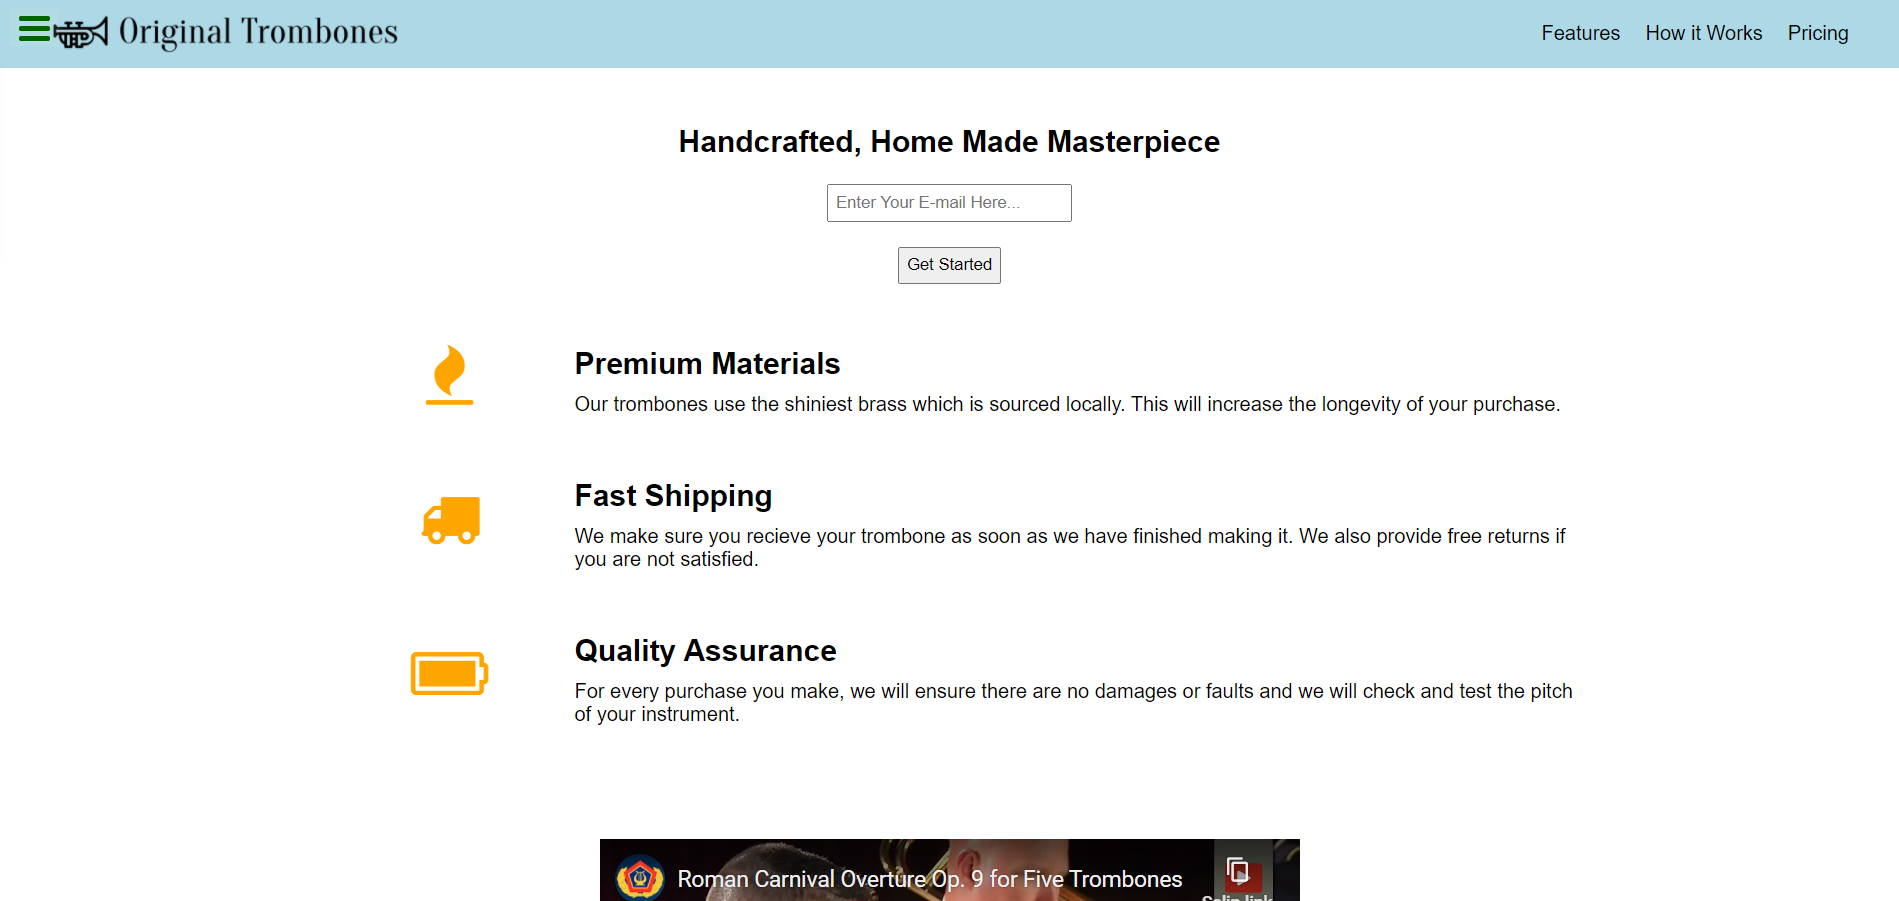 Original Trombones
Features How it Works Pricing
Handcrafted, Home Made Masterpiece
Enter Your E-mail Here...
Get Started
Premium Materials
Our trombones use the shiniest brass which is sourced locally. This will increase the longevity of your purchase.
Fast Shipping
We make sure you recieve your trombone as soon as we have finished making it. We also provide free returns if
you are not satisfied.
Quality Assurance
For every purchase you make, we will ensure there are no damages or faults and we will check and test the pitch
of your instrument.
Roman Carnival Overture Op. 9 for Five Trombones
Salin link